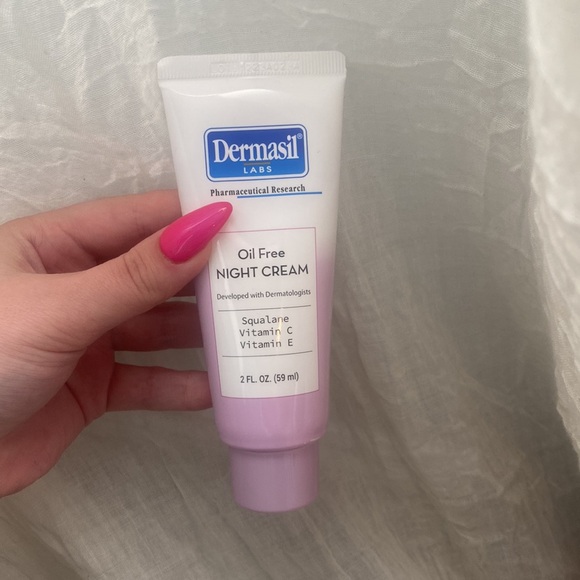 Dermasil®
LABS
Pharmaceutical Research
Oil Free
NIGHT CREAM
Developed with Dermatologists
Squalane
Vitamin C
Vitamin E
2 FL. OZ. (59 ml)